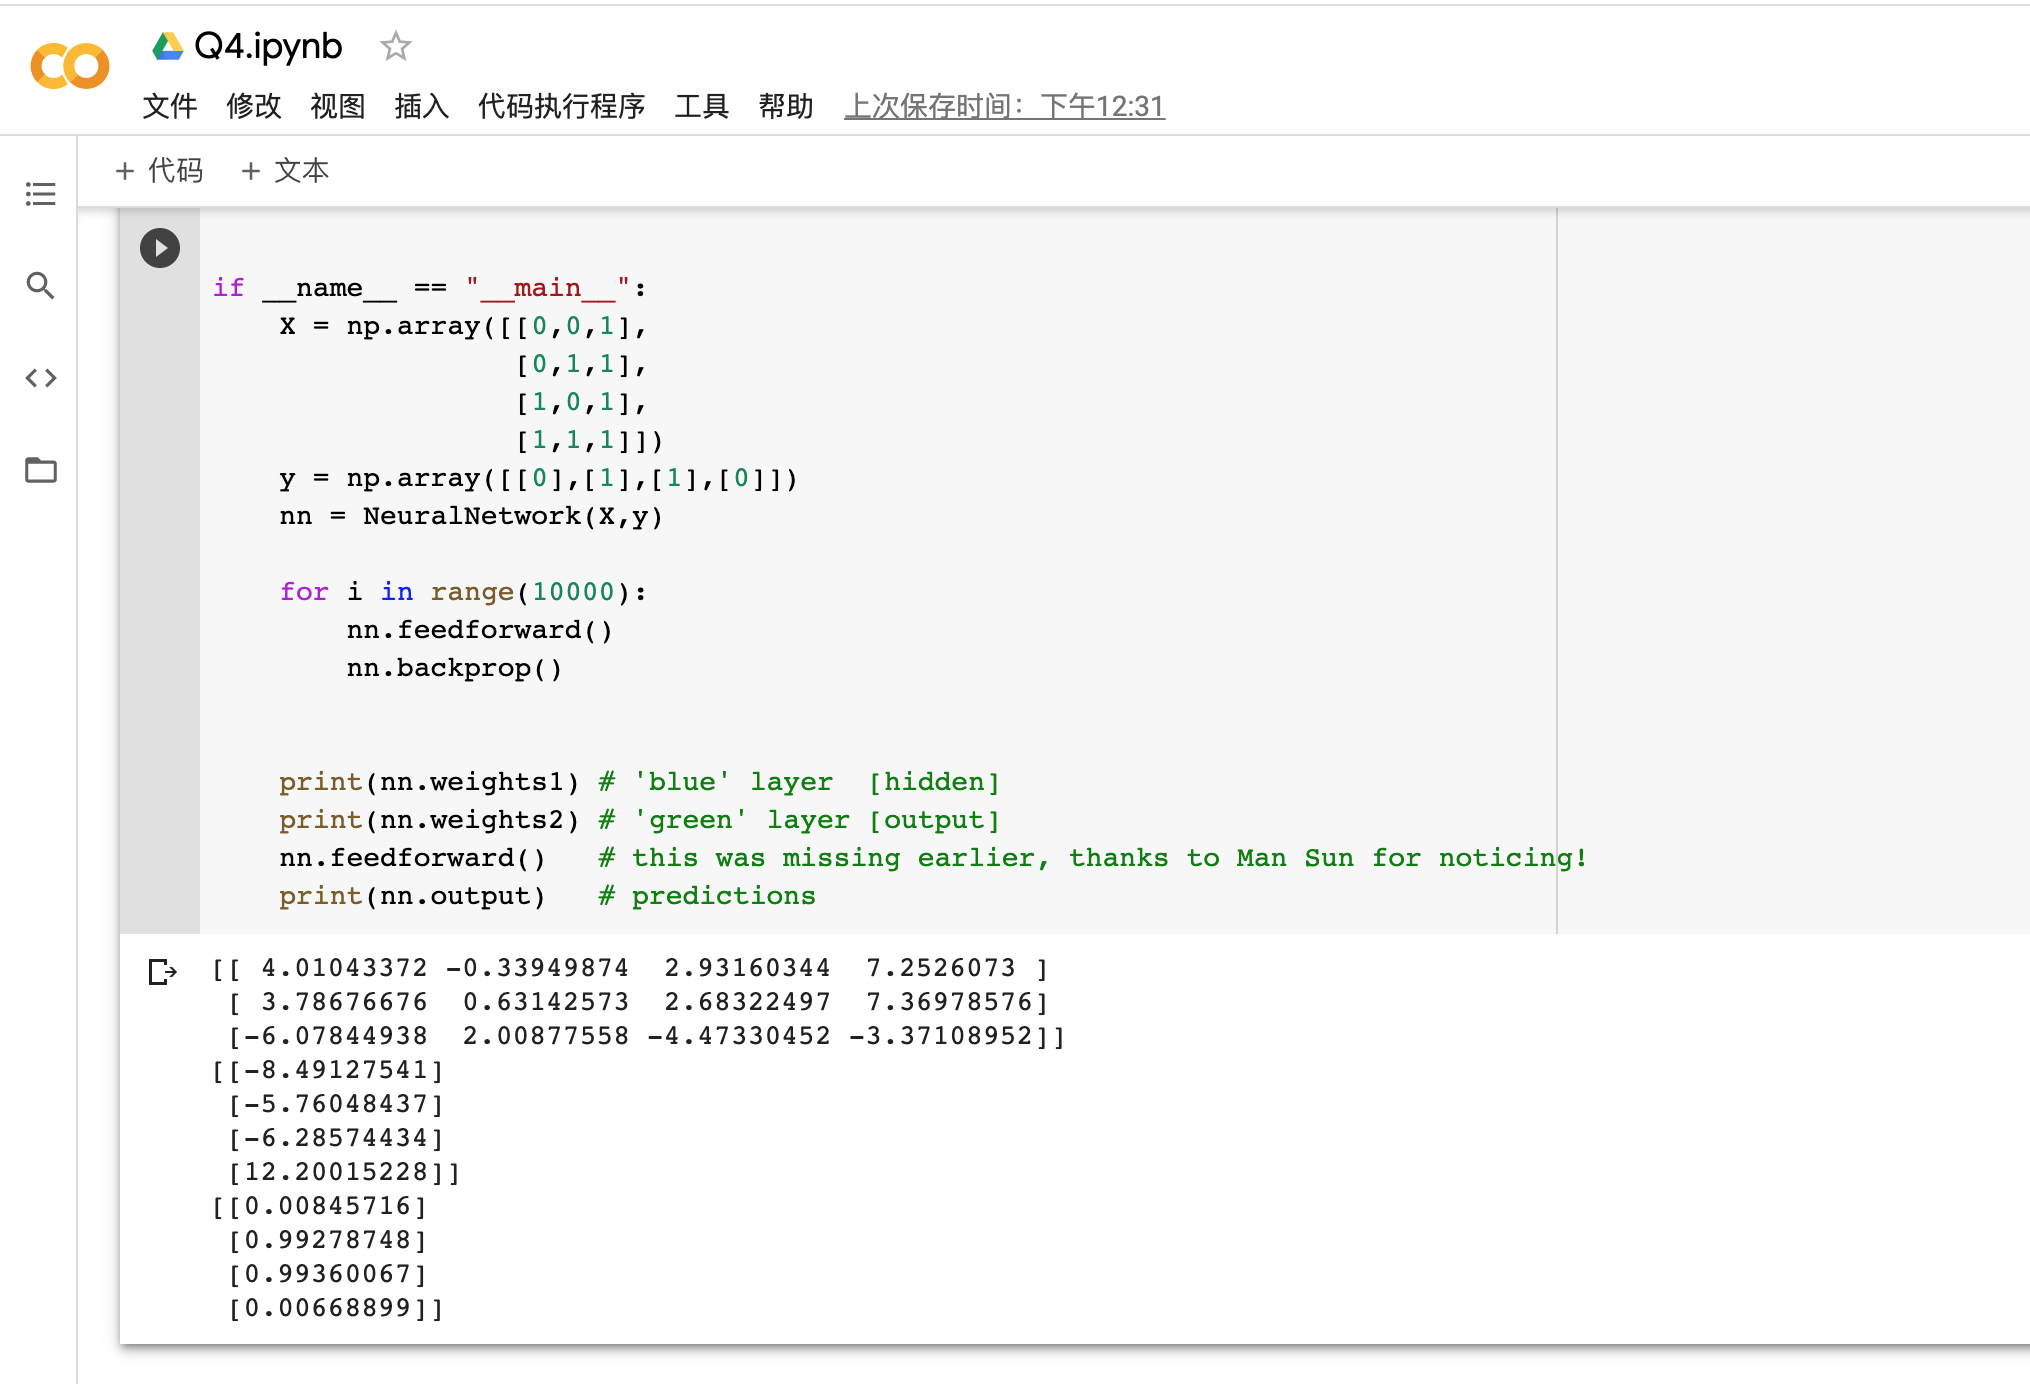 Q4.ipynb
文件 修改 视图 插入 代码执行程序 工具 帮助 上次保存时间：下午12:31
+ 代码 + 文本
if __name__ == "__main__":
    X = np.array([[0,0,1],
                  [0,1,1],
                  [1,0,1],
                  [1,1,1]])
    y = np.array([[0],[1],[1],[0]])
    nn = NeuralNetwork(X,y)
    for i in range(10000):
        nn.feedforward()
        nn.backprop()
    print(nn.weights1) # 'blue' layer  [hidden]
    print(nn.weights2) # 'green' layer [output]
    nn.feedforward()   # this was missing earlier, thanks to Man Sun for noticing!
    print(nn.output)   # predictions
[[ 4.01043372 -0.33949874  2.93160344  7.2526073 ]
 [ 3.78676676  0.63142573  2.68322497  7.36978576]
 [-6.07844938  2.00877558 -4.47330452 -3.37108952]]
[[-8.49127541]
 [-5.76048437]
 [-6.28574434]
 [12.20015228]]
[[0.00845716]
 [0.99278748]
 [0.99360067]
 [0.00668899]]